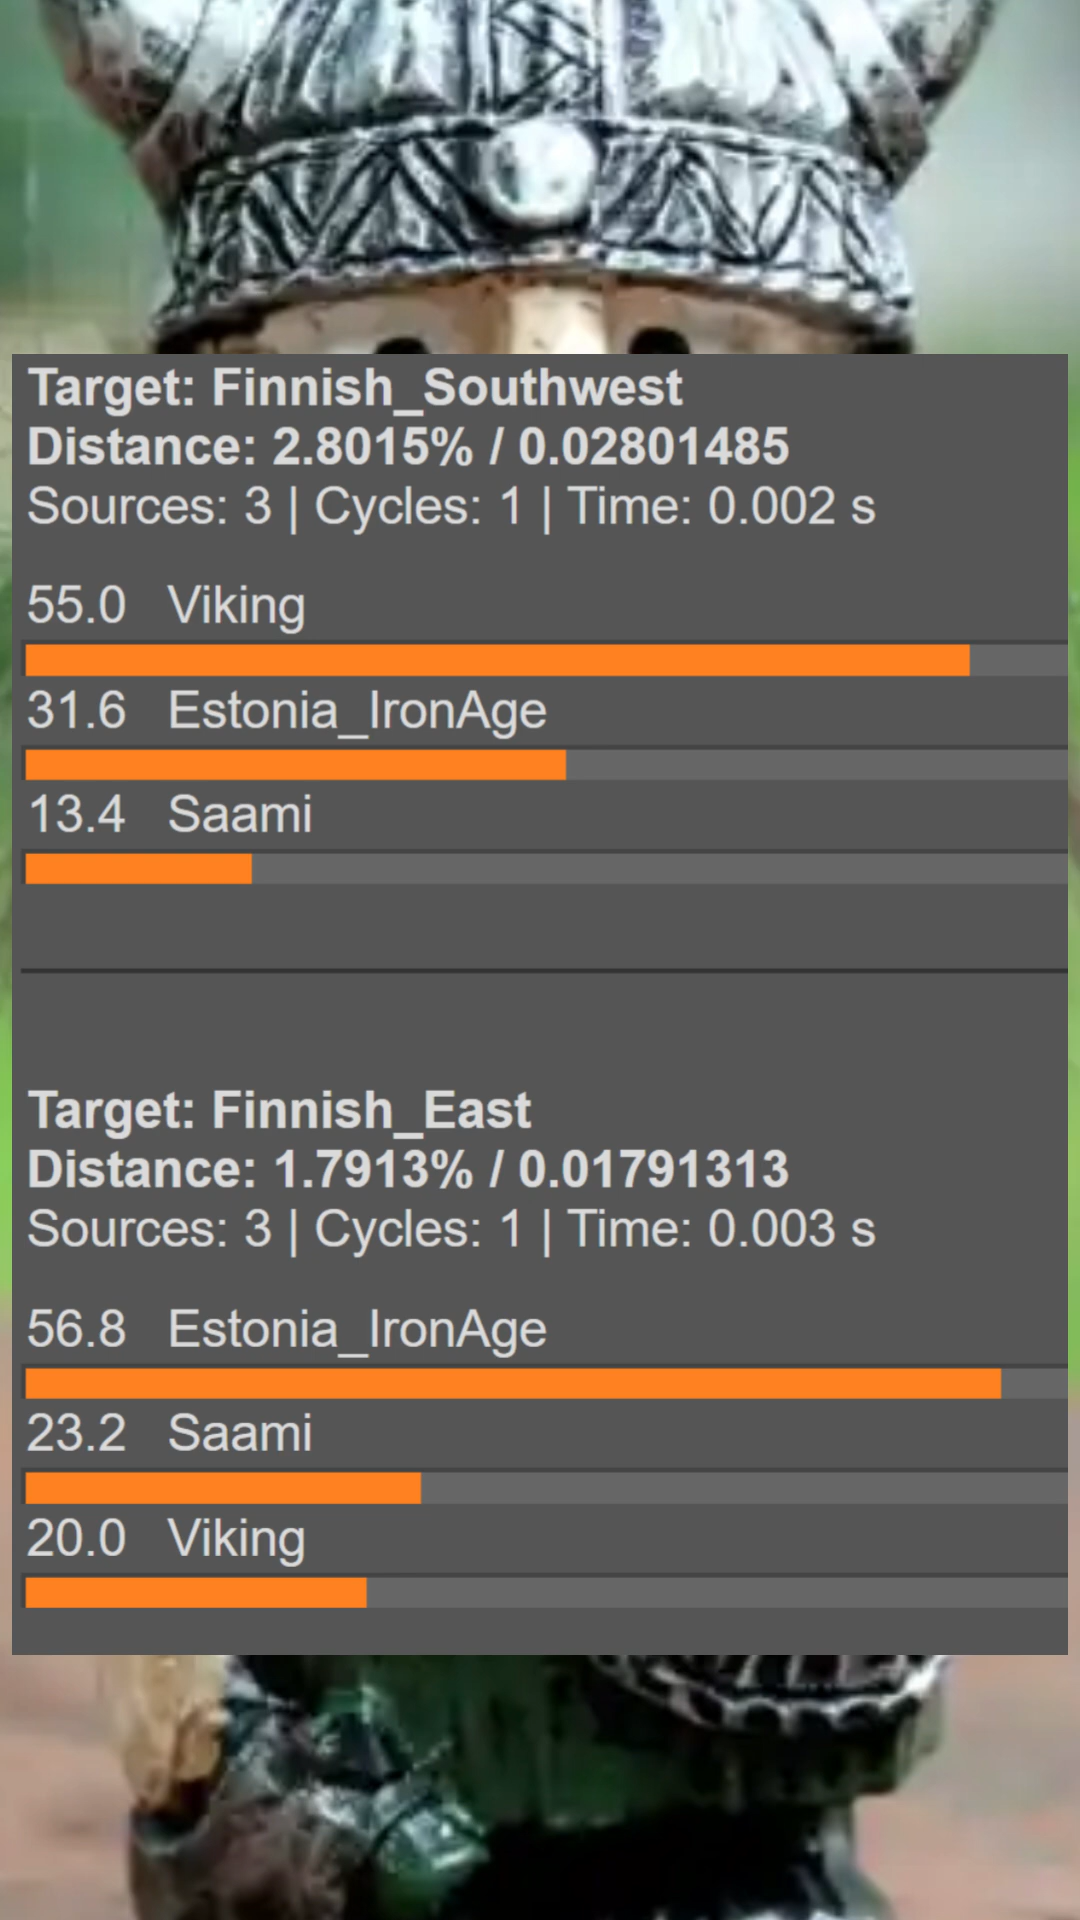 Target: Finnish_Southwest
Distance: 2.8015% / 0.02801485
Sources: 3 | Cycles: 1 | Time: 0.002 s
55.0 Viking
31.6 Estonia_IronAge
13.4 Saami
Target: Finnish_East
Distance: 1.7913% / 0.01791313
Sources: 3 | Cycles: 1 | Time: 0.003 s
56.8 Estonia_IronAge
23.2 Saami
20.0 Viking